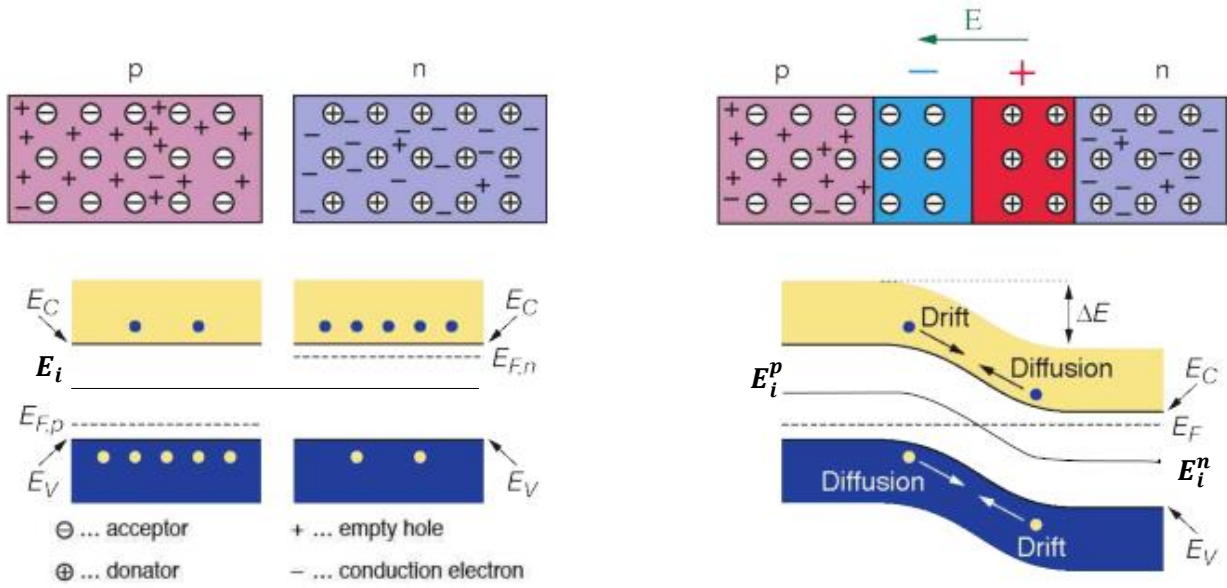 p
n
E_C
E_C
E_i
E_{F,n}
E_{F,p}
E_V
E_V
⊖ ... acceptor
+ ... empty hole
⊕ ... donator
− ... conduction electron
E
p
−
+
n
ΔE
Drift
Diffusion
E_i^p
E_C
E_F
E_i^n
Diffusion
Drift
E_V